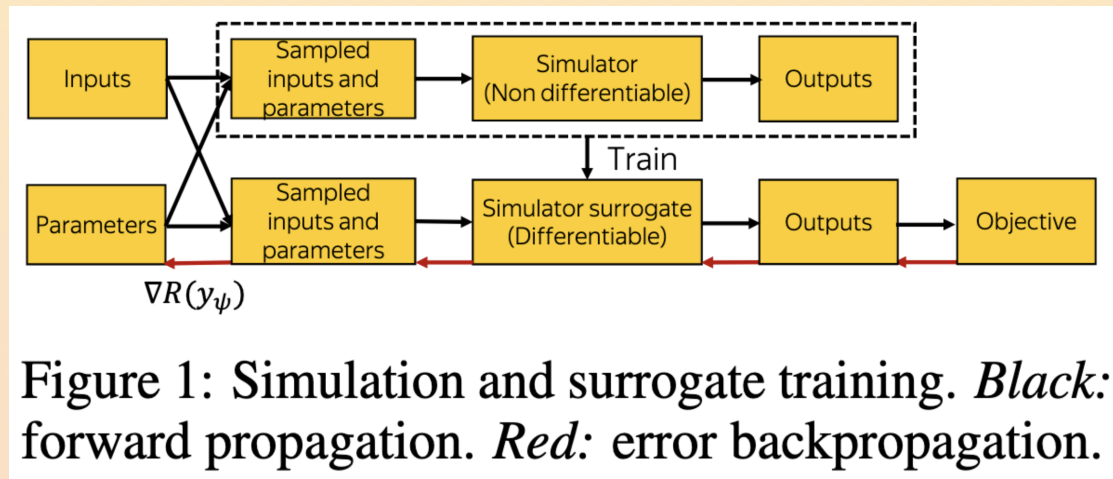 Inputs
Sampled
inputs and
parameters
Simulator
(Non differentiable)
Outputs
Train
Parameters
Sampled
inputs and
parameters
Simulator surrogate
(Differentiable)
Outputs
Objective
∇R(y_ψ)
Figure 1: Simulation and surrogate training. Black:
forward propagation. Red: error backpropagation.